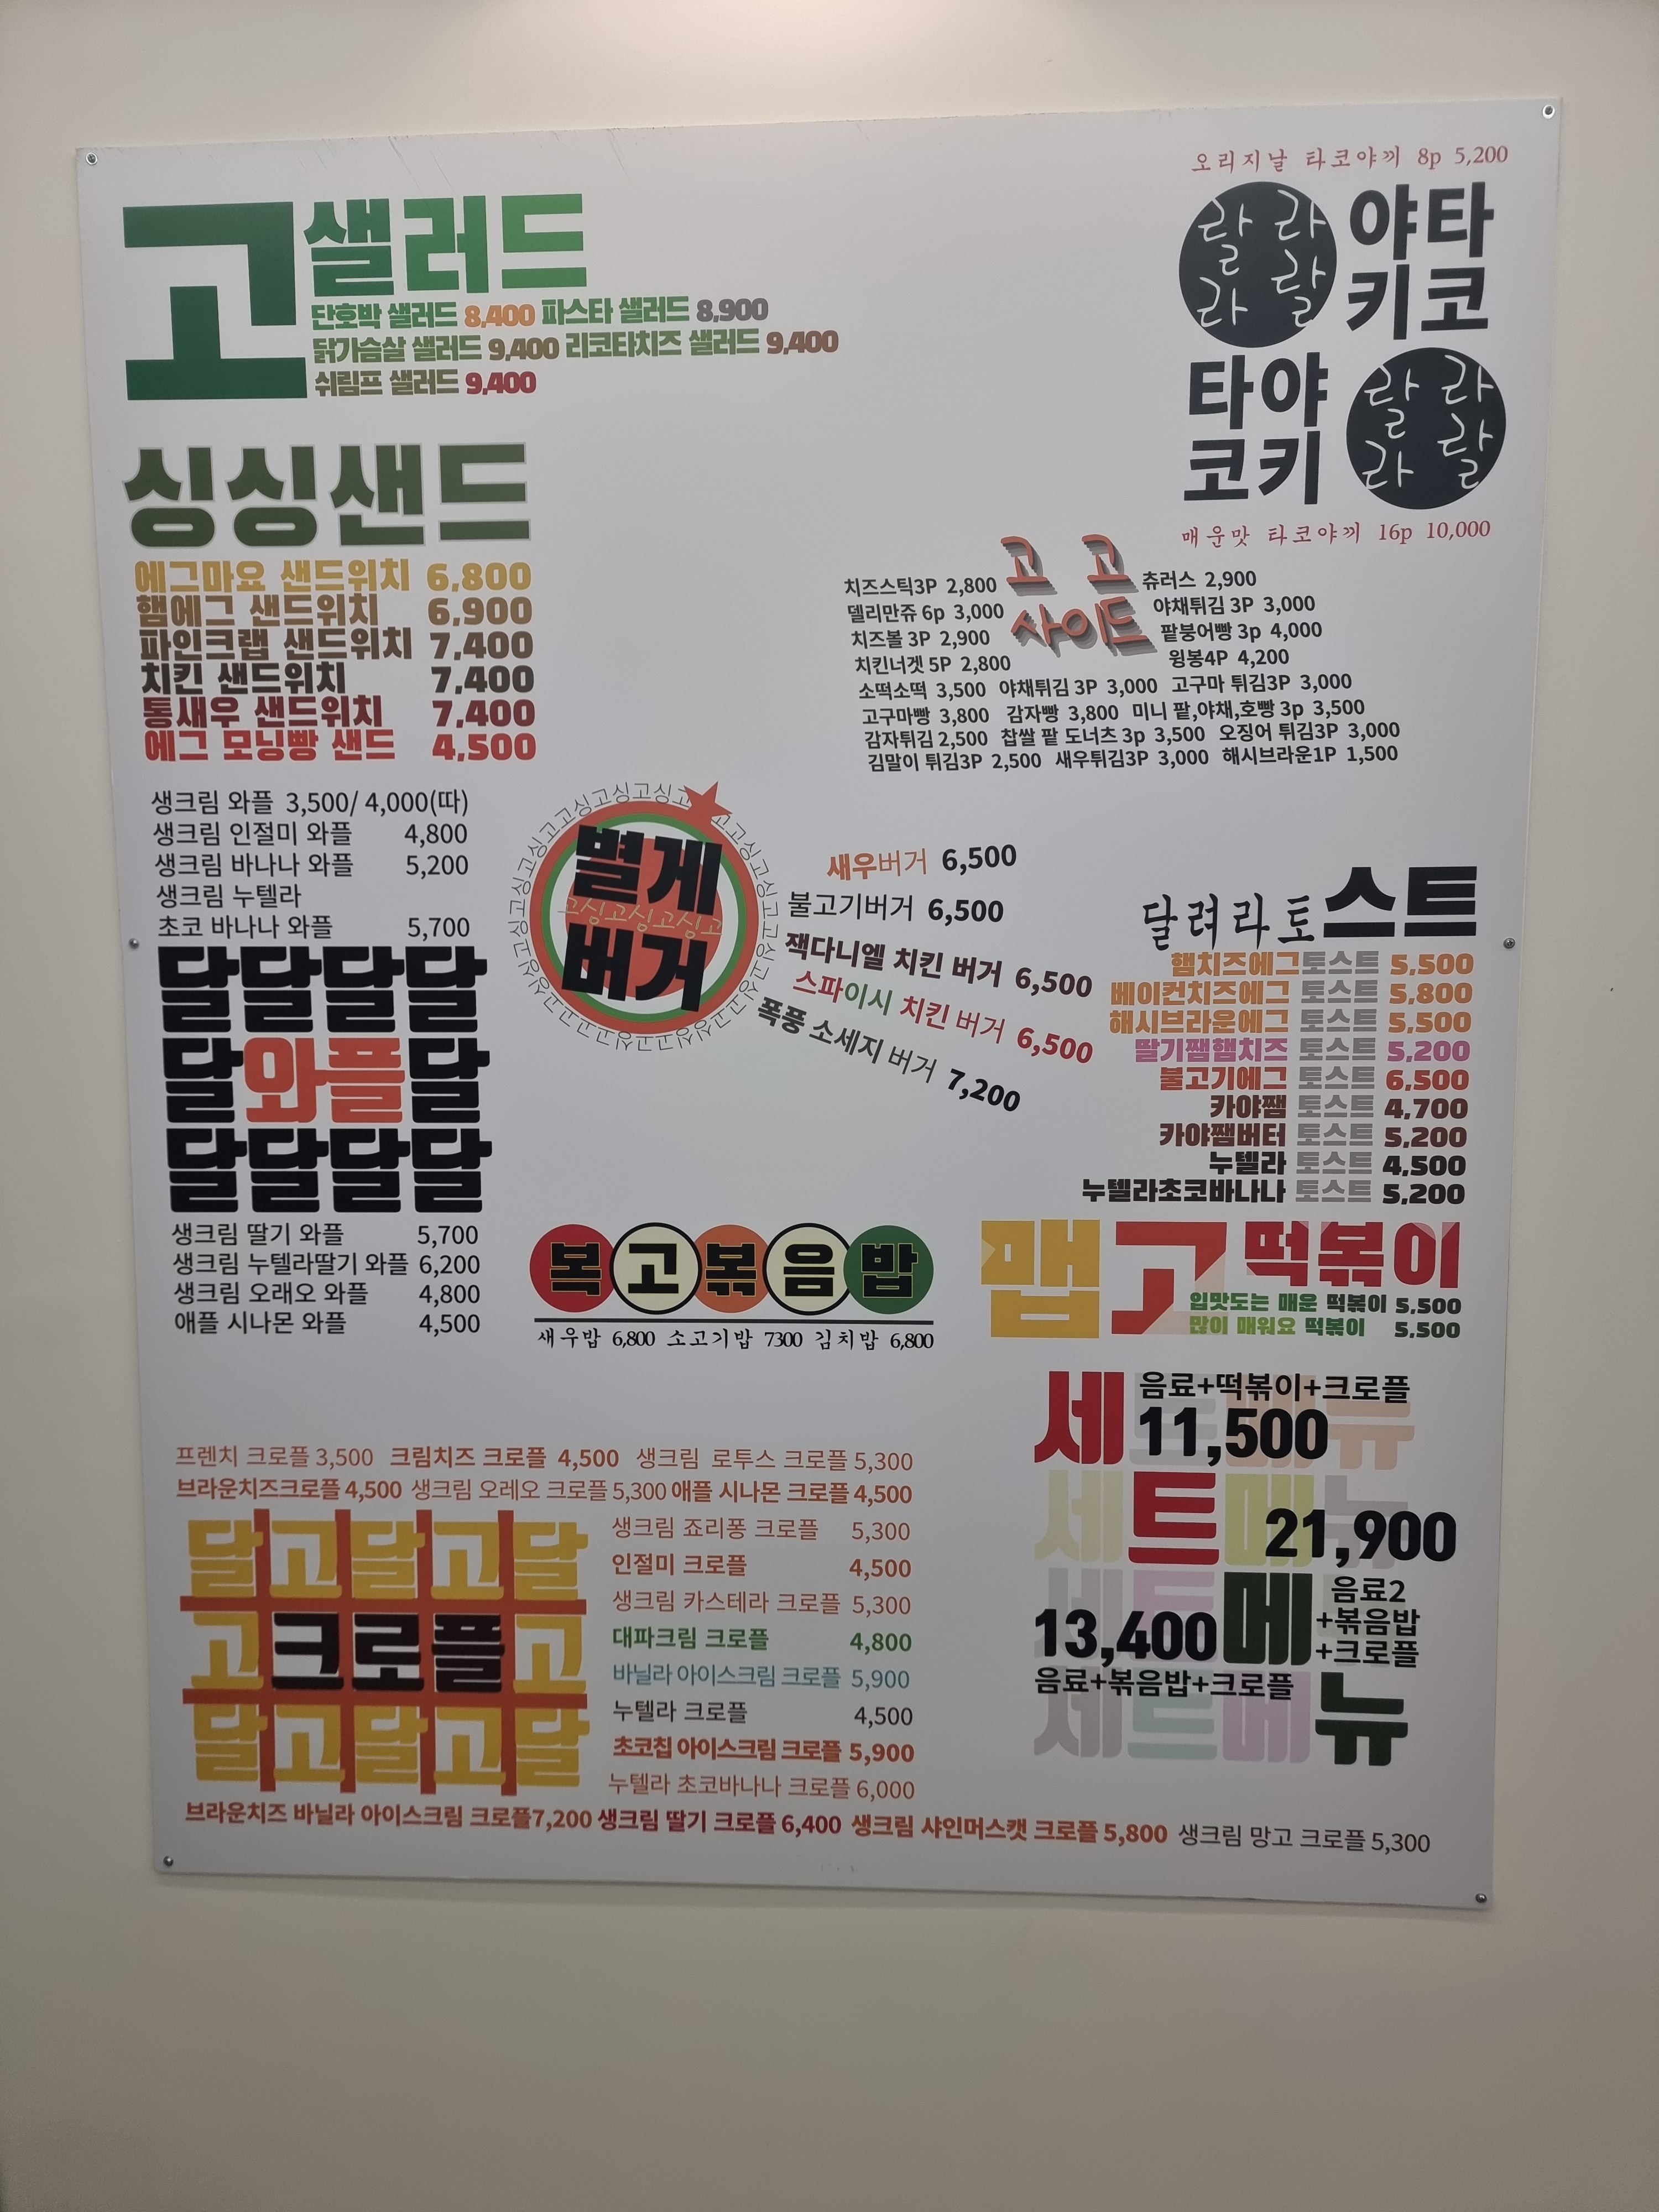 고 샐러드
단호박 샐러드 8,400 파스타 샐러드 8,900
닭가슴살 샐러드 9,400 리코타치즈 샐러드 9,400
쉬림프 샐러드 9,400
오리지날 타코야끼 8p 5,200
랄 라 야타
라 랄 키코
타야 랄 라
코키 라 랄
매운맛 타코야끼 16p 10,000
싱싱샌드
에그마요 샌드위치 6,800
햄에그 샌드위치 6,900
파인크랩 샌드위치 7,400
치킨 샌드위치 7,400
통새우 샌드위치 7,400
에그 모닝빵 샌드 4,500
고 고
사이드
치즈스틱3P 2,800
델리만쥬 6p 3,000
치즈볼 3P 2,900
치킨너겟 5P 2,800
츄러스 2,900
야채튀김 3P 3,000
팥붕어빵 3p 4,000
윙봉4P 4,200
소떡소떡 3,500 야채튀김 3P 3,000 고구마 튀김3P 3,000
고구마빵 3,800 감자빵 3,800 미니 팥,야채,호빵 3p 3,500
감자튀김 2,500 찹쌀 팥 도너츠 3p 3,500 오징어 튀김3P 3,000
김말이 튀김3P 2,500 새우튀김3P 3,000 해시브라운1P 1,500
생크림 와플 3,500/ 4,000(따)
생크림 인절미 와플 4,800
생크림 바나나 와플 5,200
생크림 누텔라
초코 바나나 와플 5,700
달달달달
달와플달
달달달달
생크림 딸기 와플 5,700
생크림 누텔라딸기 와플 6,200
생크림 오래오 와플 4,800
애플 시나몬 와플 4,500
별게
고싱고싱고싱고
버거
새우버거 6,500
불고기버거 6,500
잭다니엘 치킨 버거 6,500
스파이시 치킨 버거 6,500
폭풍 소세지 버거 7,200
달려라토스트
햄치즈에그토스트 5,500
베이컨치즈에그 토스트 5,800
해시브라운에그 토스트 5,500
딸기쨈햄치즈 토스트 5,200
불고기에그 토스트 6,500
카야쨈 토스트 4,700
카야쨈버터 토스트 5,200
누텔라 토스트 4,500
누텔라초코바나나 토스트 5,200
복고볶음밥
새우밥 6,800 소고기밥 7300 김치밥 6,800
맵고떡볶이
입맛도는 매운 떡볶이 5,500
많이 매워요 떡볶이 5,500
세트메뉴
음료+떡볶이+크로플
11,500
21,900
음료2
+볶음밥
+크로플
13,400
음료+볶음밥+크로플
세트메뉴
세트메뉴
세트메뉴
세트메뉴
프렌치 크로플 3,500 크림치즈 크로플 4,500 생크림 로투스 크로플 5,300
브라운치즈크로플 4,500 생크림 오레오 크로플 5,300 애플 시나몬 크로플 4,500
달고달고달
고크로플고
달고달고달
생크림 죠리퐁 크로플 5,300
인절미 크로플 4,500
생크림 카스테라 크로플 5,300
대파크림 크로플 4,800
바닐라 아이스크림 크로플 5,900
누텔라 크로플 4,500
초코칩 아이스크림 크로플 5,900
누텔라 초코바나나 크로플 6,000
브라운치즈 바닐라 아이스크림 크로플7,200 생크림 딸기 크로플 6,400 생크림 샤인머스캣 크로플 5,800 생크림 망고 크로플 5,300